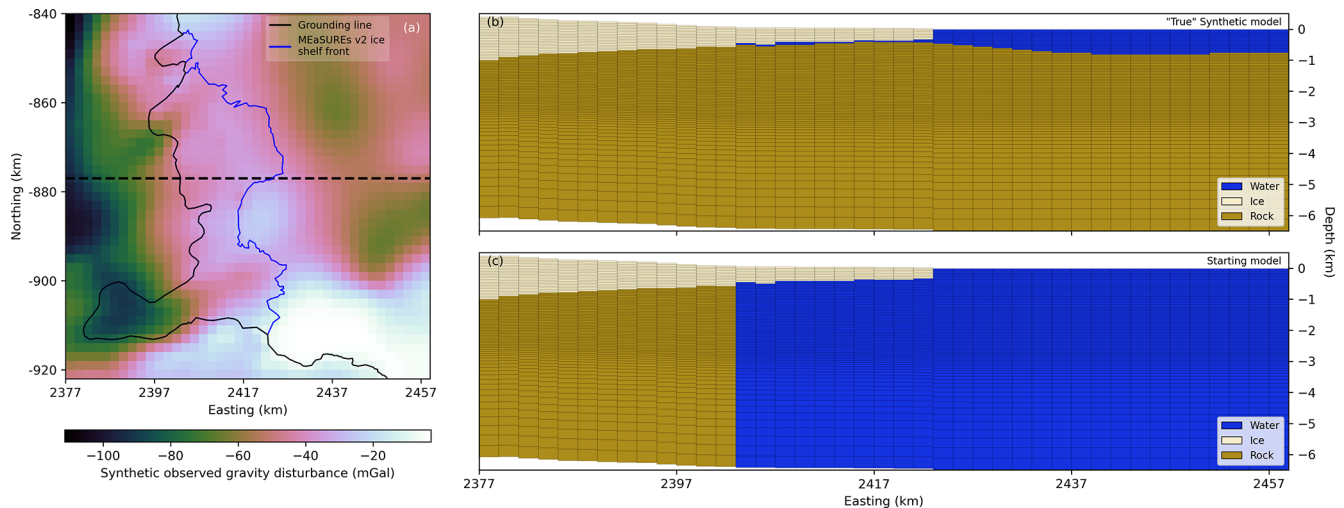 (a)
Grounding line
MEaSUREs v2 ice
shelf front
-840
-860
-880
-900
-920
Northing (km)
2377
2397
2417
2437
2457
Easting (km)
−100
−80
−60
−40
−20
Synthetic observed gravity disturbance (mGal)
(b)
"True" Synthetic model
0
−1
−2
−3
−4
−5
−6
Water
Ice
Rock
Depth (km)
(c)
Starting model
0
−1
−2
−3
−4
−5
−6
Water
Ice
Rock
2377
2397
2417
2437
2457
Easting (km)